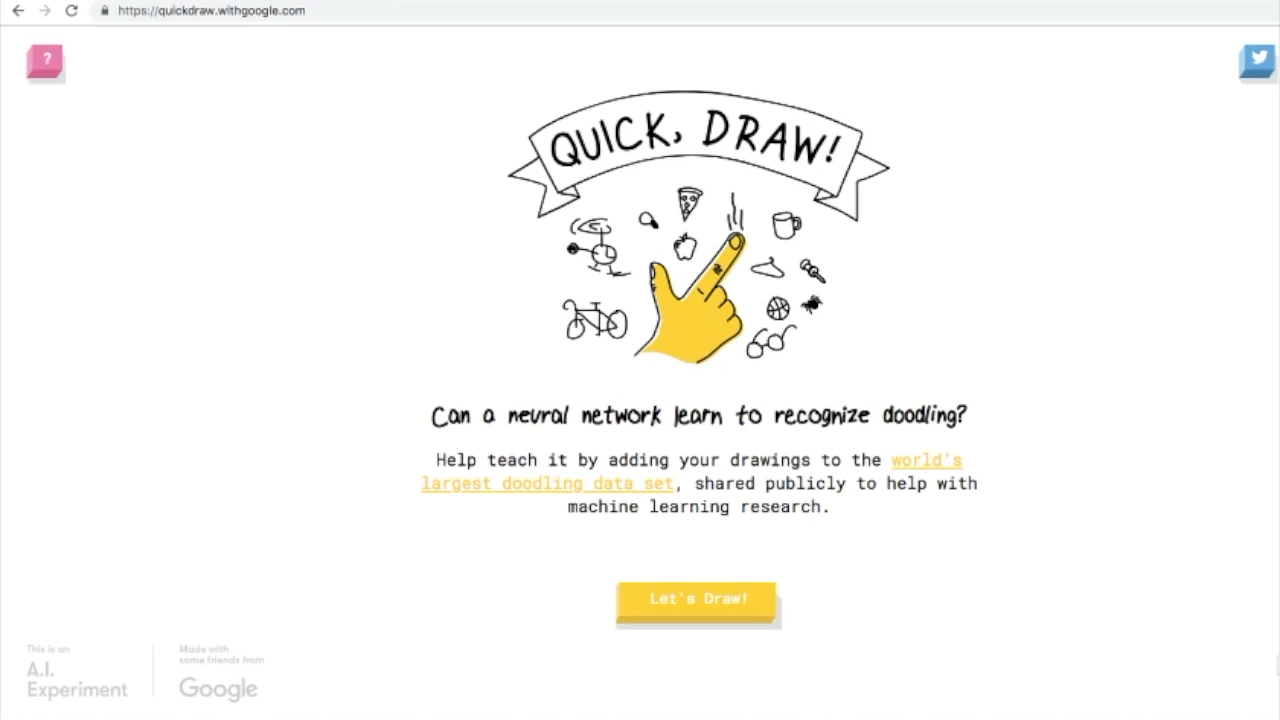 https://quickdraw.withgoogle.com
?
QUICK, DRAW!
Can a neural network learn to recognize doodling?
Help teach it by adding your drawings to the world's
largest doodling data set, shared publicly to help with
machine learning research.
Let's Draw!
This is an
A.I.
Experiment
Made with
some friends from
Google